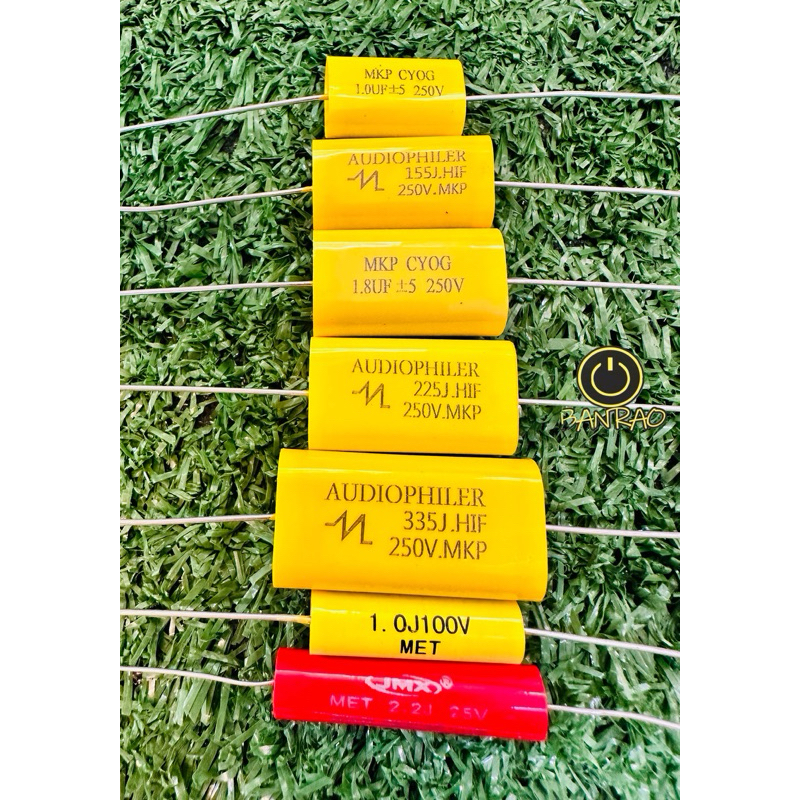 MKP CYOG
1.0UF±5 250V
AUDIOPHILER
155J.HIF
250V.MKP
MKP CYOG
1.8UF ±5 250V
AUDIOPHILER
225J.HIF
250V.MKP
BANRAO
AUDIOPHILER
335J.HIF
250V.MKP
1.0J100V
MET
JMX®
MET 2.2J